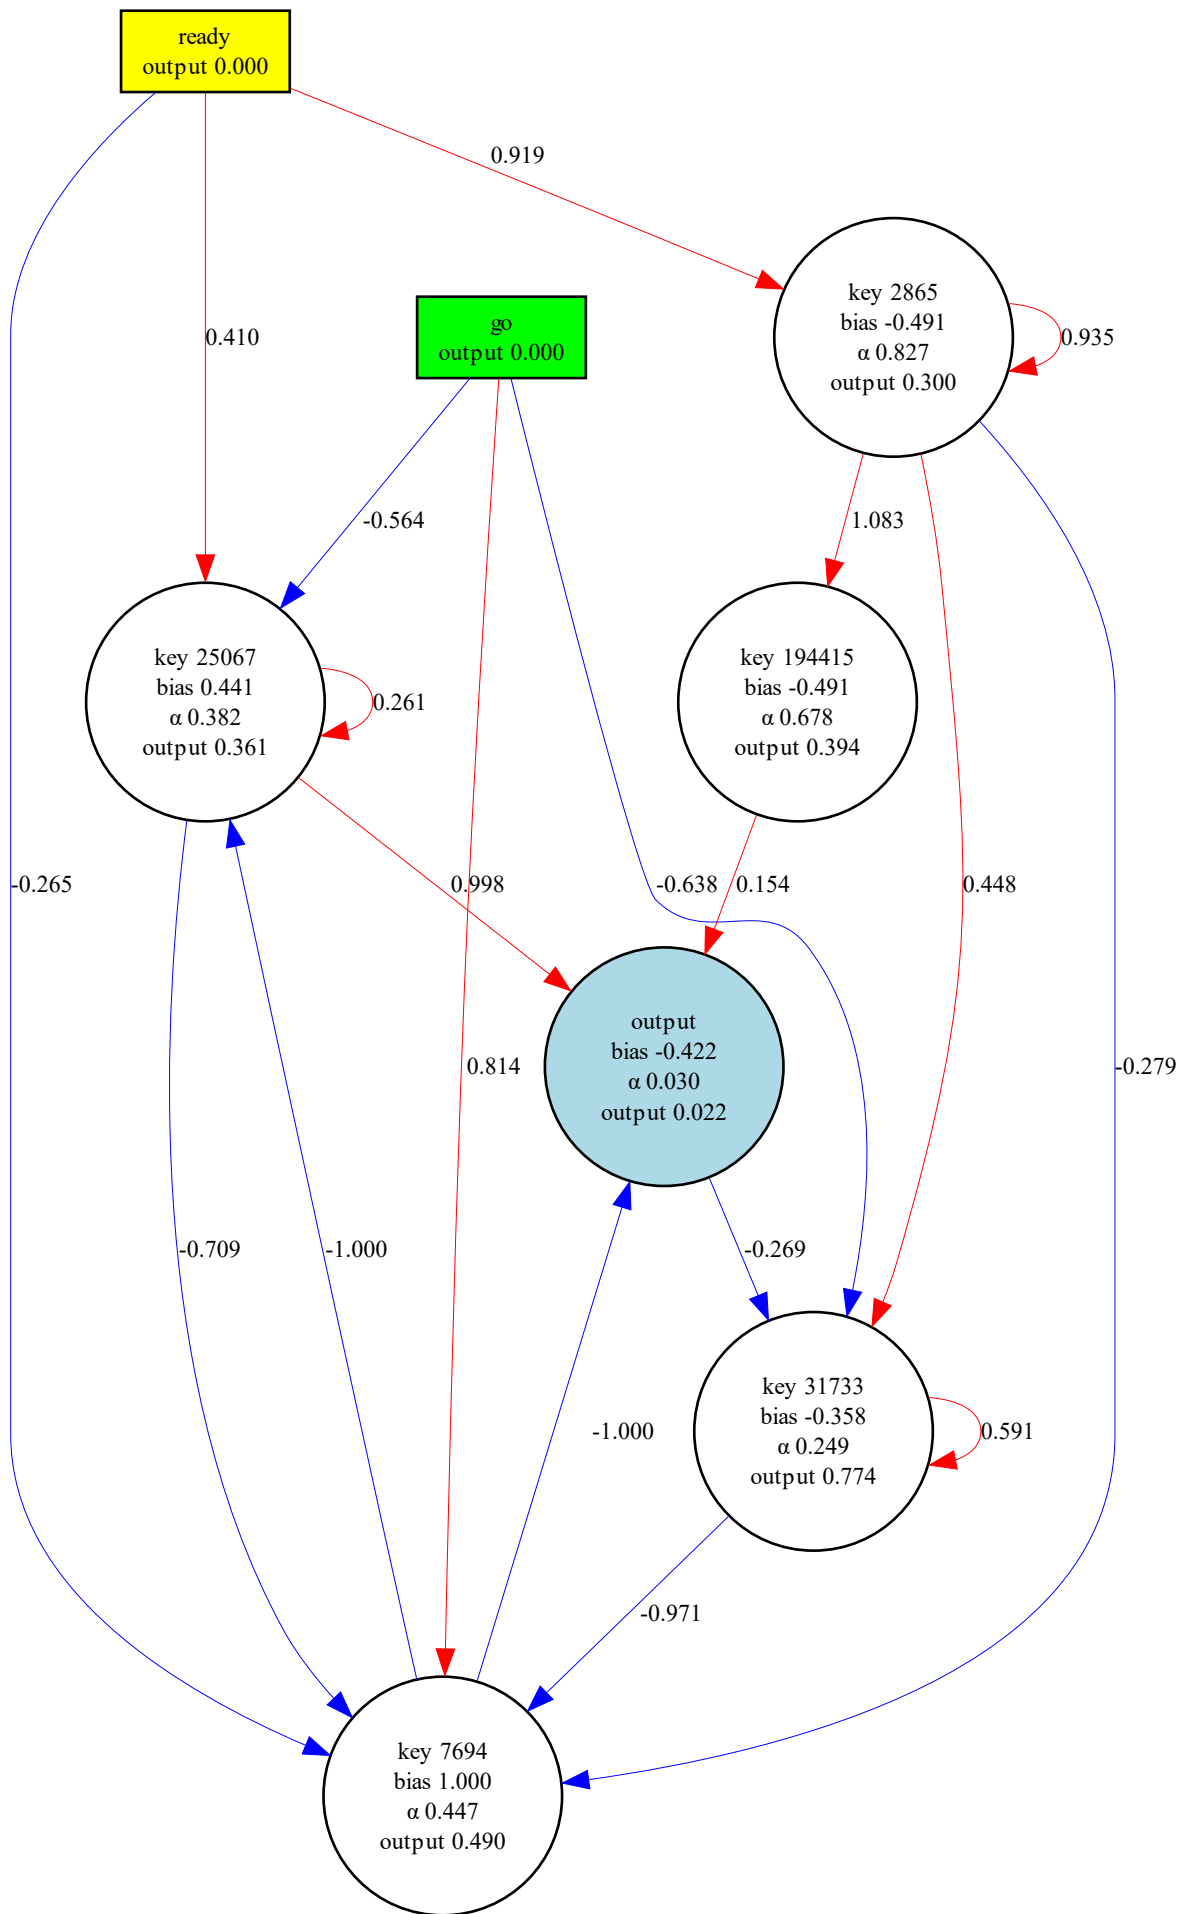 ready
output 0.000
0.919
key 2865
bias -0.491
α 0.827
output 0.300
0.935
go
output 0.000
0.410
-0.564
1.083
key 25067
bias 0.441
α 0.382
output 0.361
0.261
key 194415
bias -0.491
α 0.678
output 0.394
-0.265
0.998
-0.638
0.154
0.448
output
bias -0.422
α 0.030
output 0.022
0.814
-0.279
-0.709
-1.000
-0.269
key 31733
bias -0.358
α 0.249
output 0.774
-1.000
0.591
-0.971
key 7694
bias 1.000
α 0.447
output 0.490